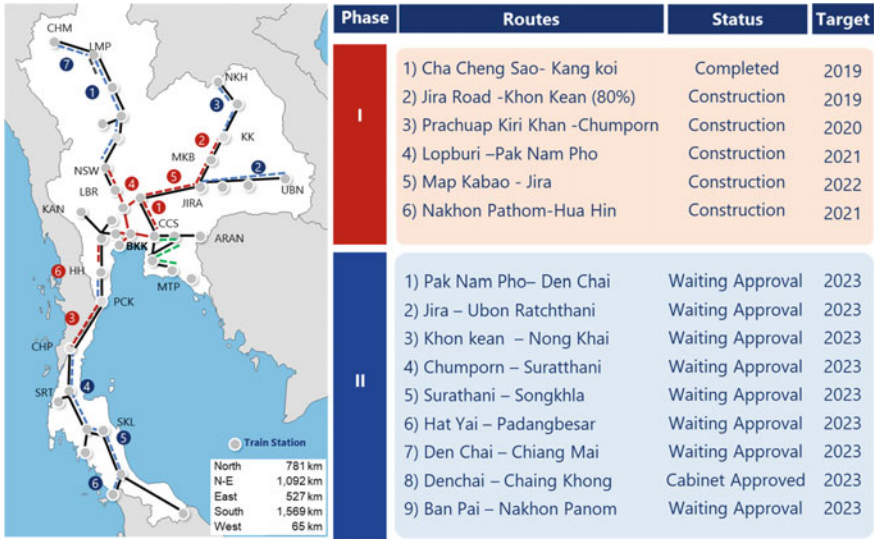 CHM
LMP
7
1
NKH
3
KK
2
MKB
NSW
5
2
4
LBR
JIRA
UBN
1
KAN
CCS
BKK
ARAN
6
HH
MTP
PCK
3
CHP
4
SRT
SKL
5
6
Train Station
North 781 km
N-E 1,092 km
East 527 km
South 1,569 km
West 65 km
Phase Routes Status Target
I
1) Cha Cheng Sao- Kang koi Completed 2019
2) Jira Road -Khon Kean (80%) Construction 2019
3) Prachuap Kiri Khan -Chumporn Construction 2020
4) Lopburi –Pak Nam Pho Construction 2021
5) Map Kabao - Jira Construction 2022
6) Nakhon Pathom-Hua Hin Construction 2021
II
1) Pak Nam Pho– Den Chai Waiting Approval 2023
2) Jira – Ubon Ratchthani Waiting Approval 2023
3) Khon kean – Nong Khai Waiting Approval 2023
4) Chumporn – Suratthani Waiting Approval 2023
5) Surathani – Songkhla Waiting Approval 2023
6) Hat Yai – Padangbesar Waiting Approval 2023
7) Den Chai – Chiang Mai Waiting Approval 2023
8) Denchai – Chaing Khong Cabinet Approved 2023
9) Ban Pai – Nakhon Panom Waiting Approval 2023